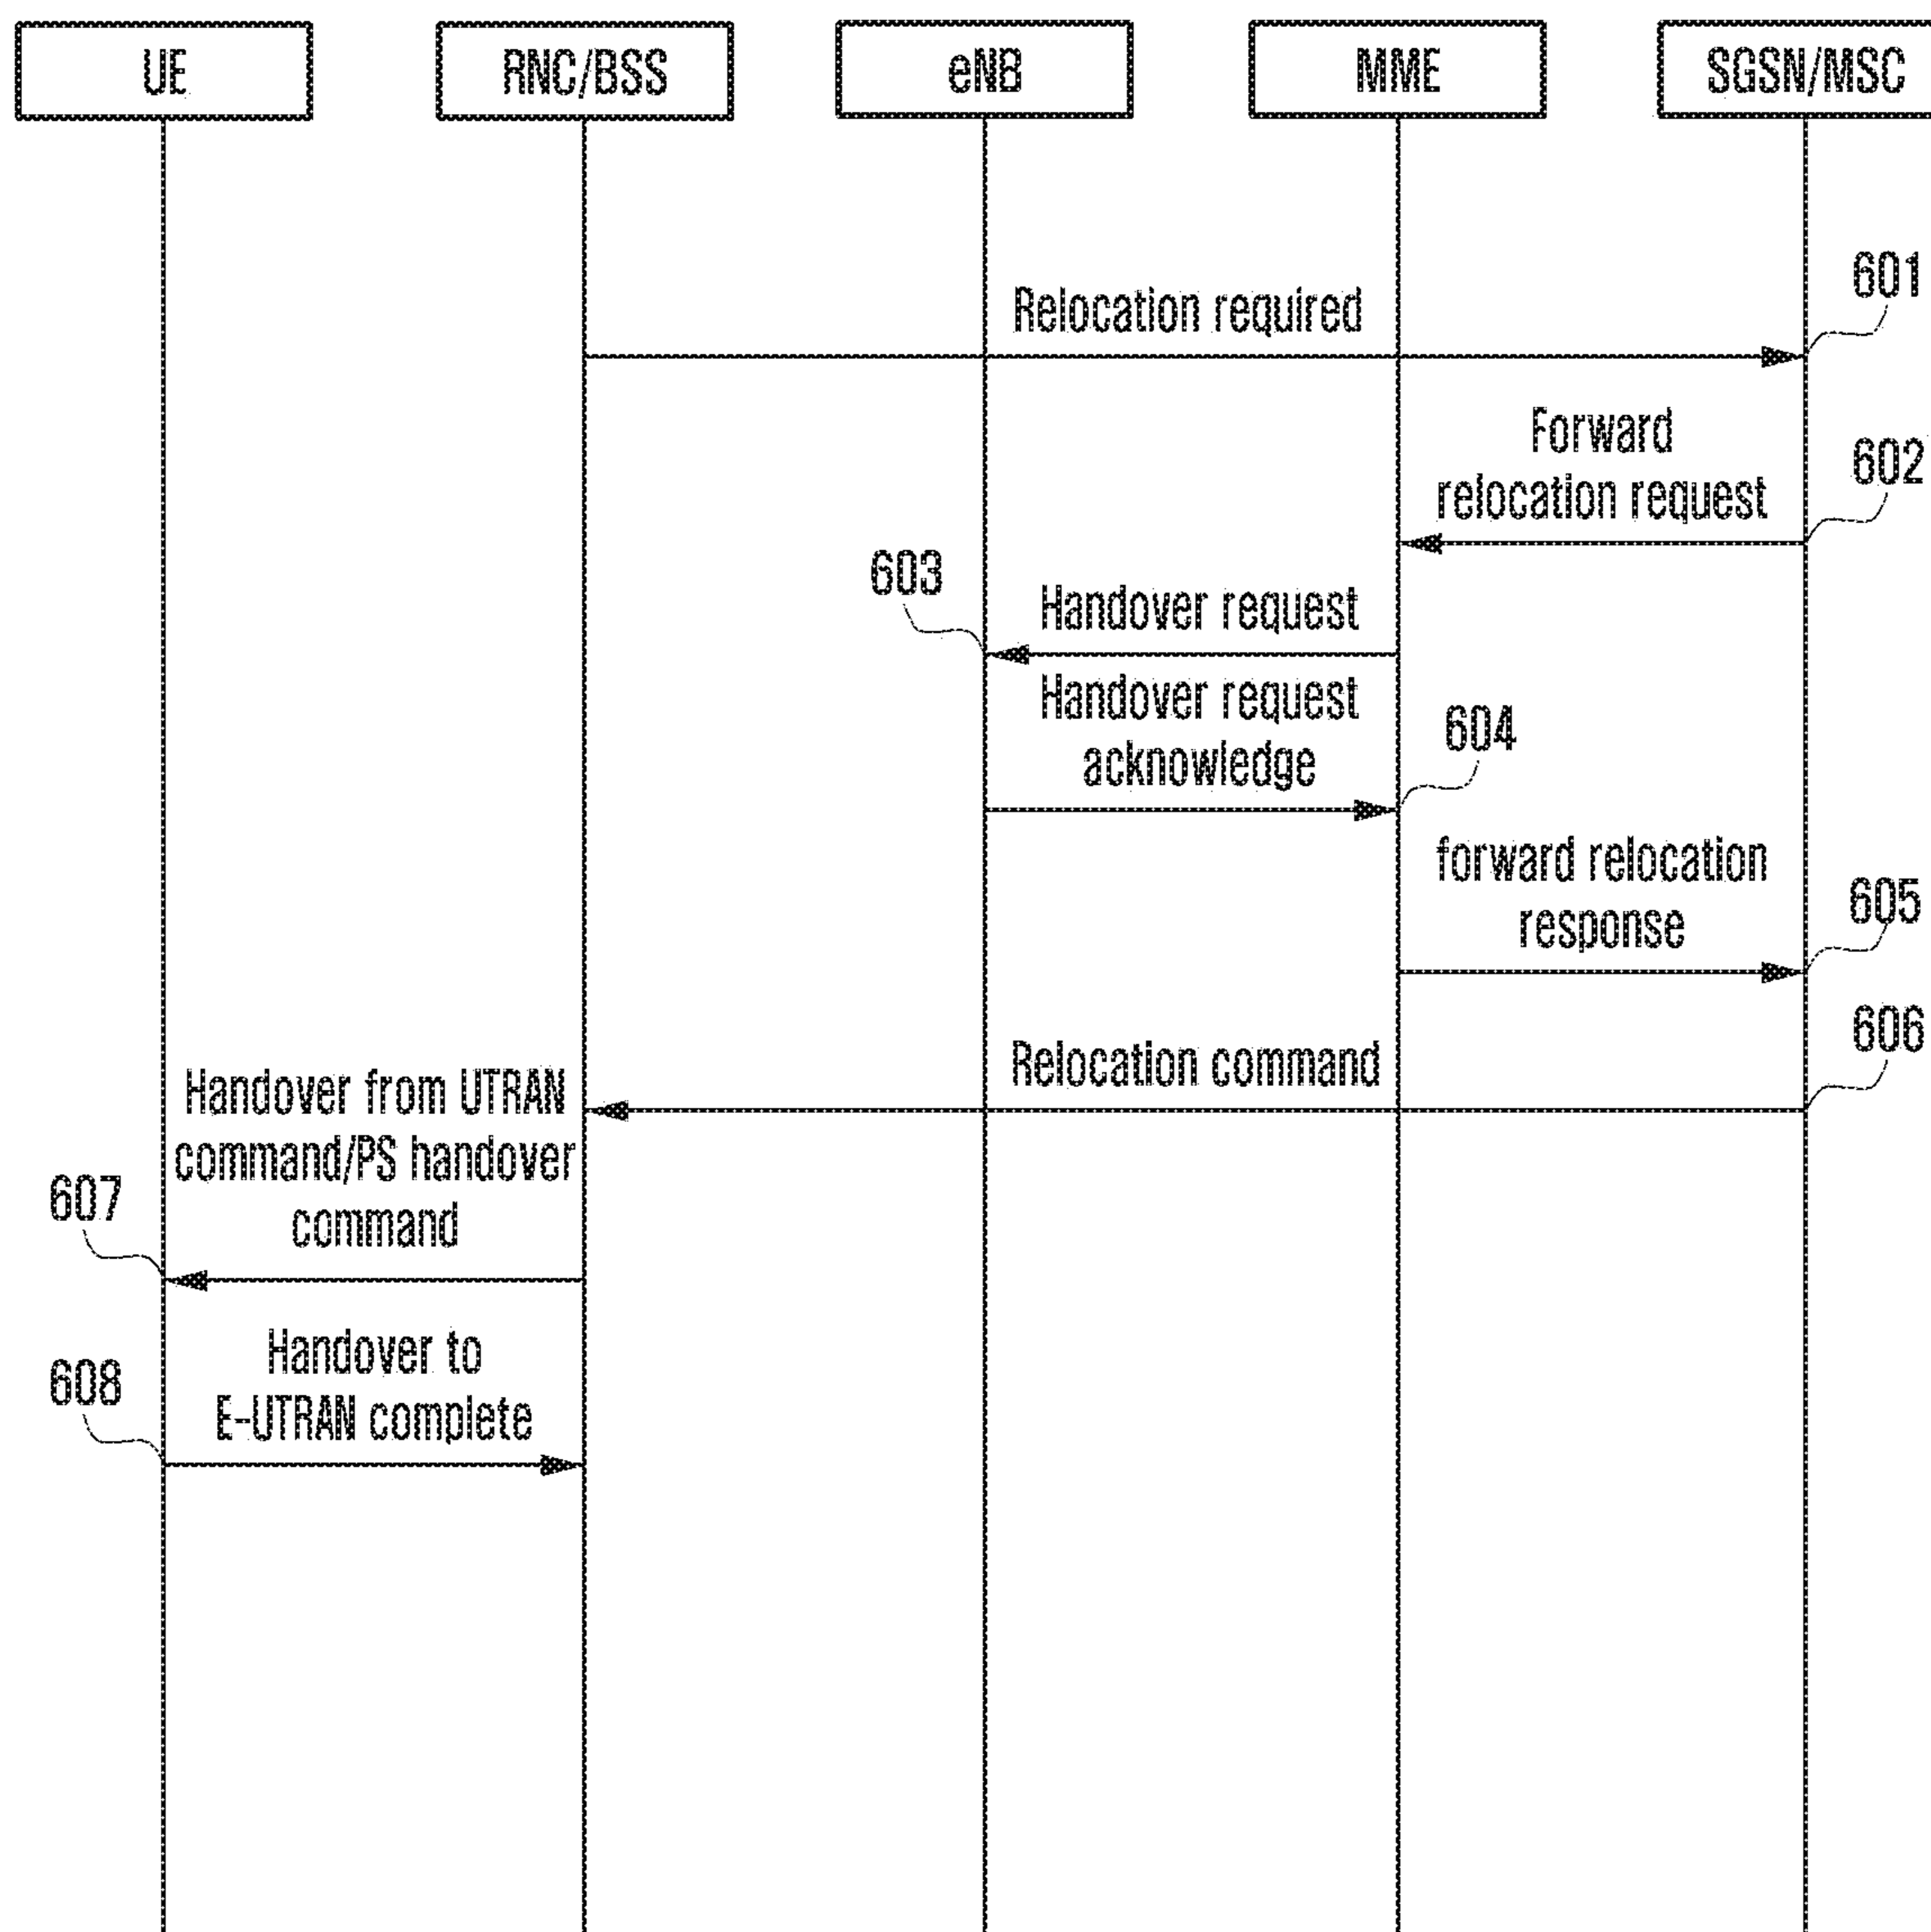 UE
RNC/BSS
eNB
MME
SGSN/MSC
601
Relocation required
Forward
relocation request
602
603
Handover request
Handover request
acknowledge
604
forward relocation
response
605
606
Relocation command
Handover from UTRAN
command/PS handover
command
607
Handover to
E-UTRAN complete
608